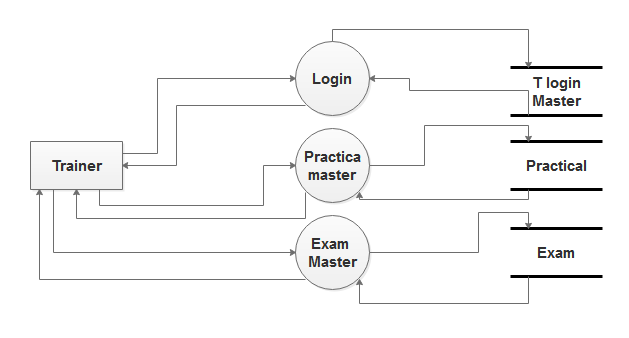 Login
T login
Master
Trainer
Practica
master
Practical
Exam
Master
Exam